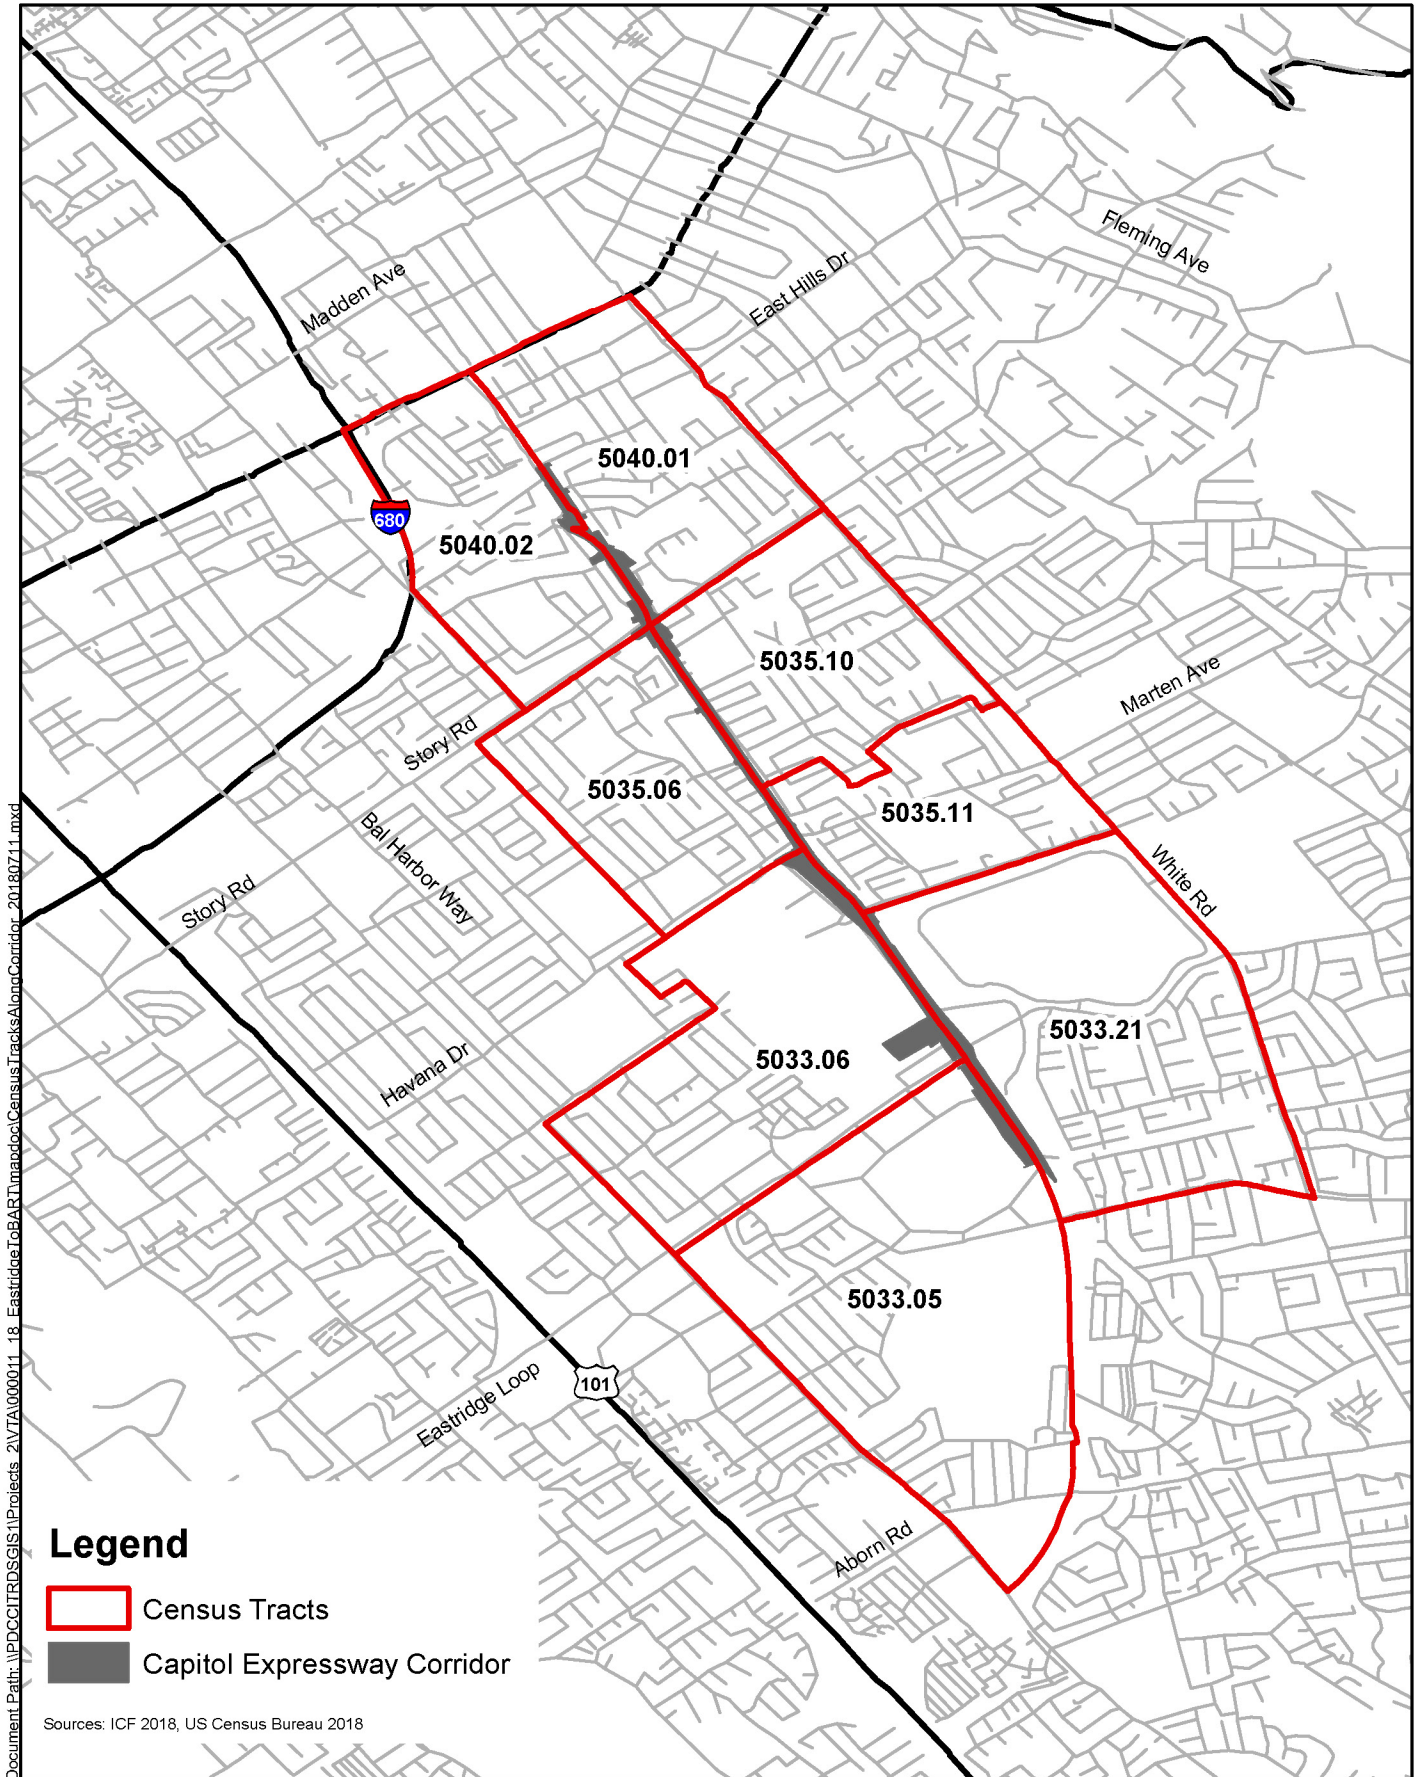 Fleming Ave
East Hills Dr
Madden Ave
5040.01
680
5040.02
5035.10
Marten Ave
Story Rd
5035.06
5035.11
Bal Harbor Way
White Rd
Story Rd
5033.21
5033.06
Havana Dr
5033.05
101
Eastridge Loop
Aborn Rd
Legend
Census Tracts
Capitol Expressway Corridor
Sources: ICF 2018, US Census Bureau 2018
Document Path: \\PDCCITRDSGIS1\Projects_2\VTA\000011_18_EastridgeToBART\mapdoc\CensusTracksAlongCorridor_20180711.mxd